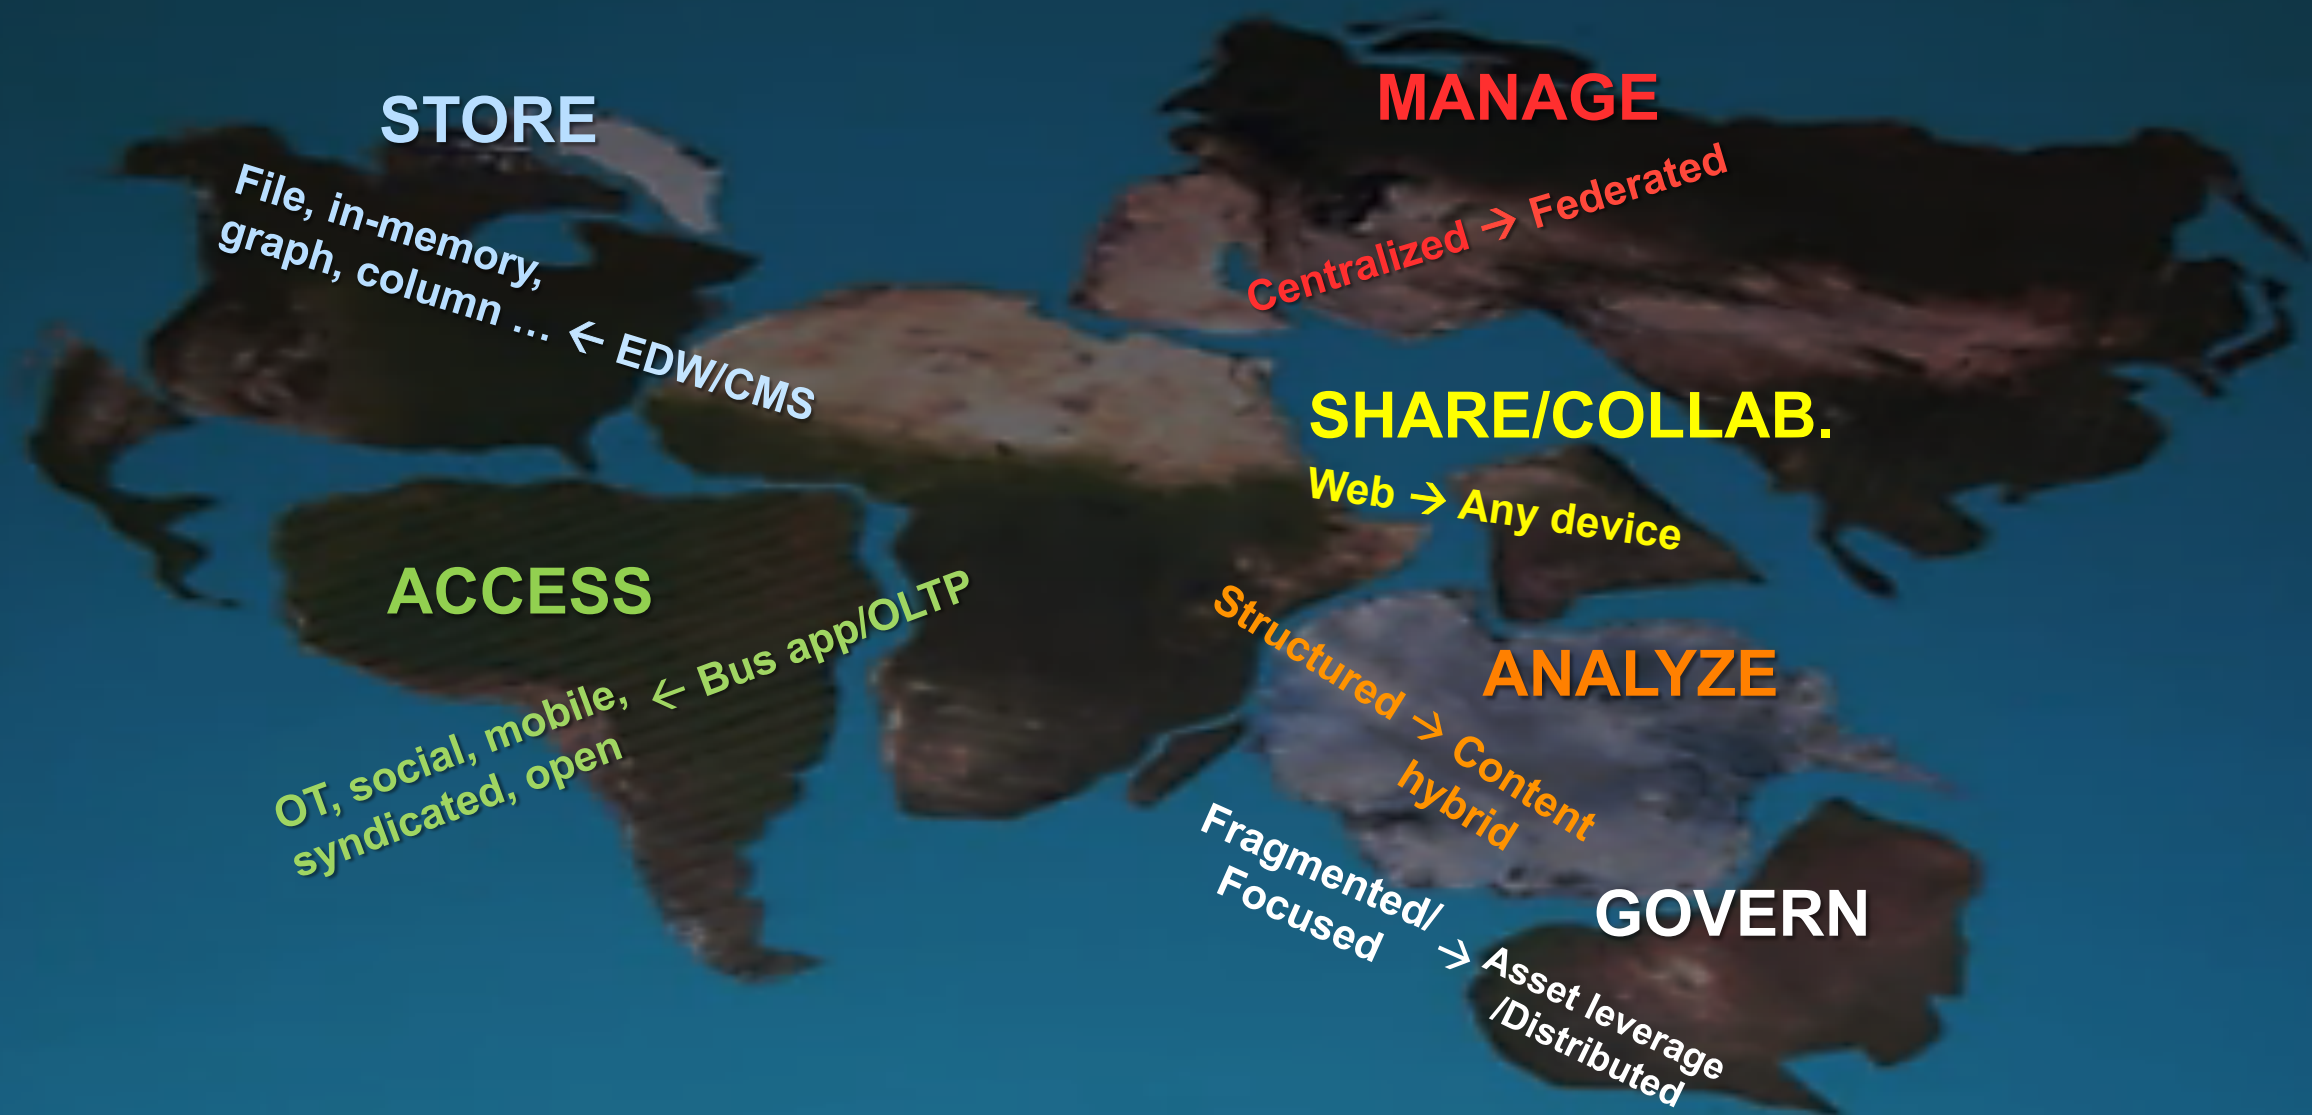 STORE
File, in-memory,
graph, column … ← EDW/CMS
MANAGE
Centralized → Federated
SHARE/COLLAB.
Web → Any device
ACCESS
OT, social, mobile, ← Bus app/OLTP
syndicated, open
ANALYZE
Structured → Content
hybrid
GOVERN
Fragmented/
Focused
→ Asset leverage
/Distributed